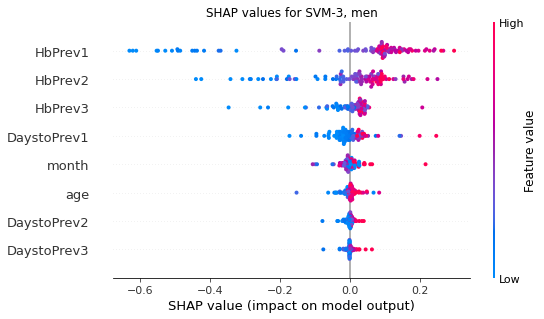 SHAP values for SVM-3, men
High
HbPrev1
HbPrev2
HbPrev3
DaystoPrev1
month
age
DaystoPrev2
DaystoPrev3
Feature value
Low
−0.6 −0.4 −0.2 0.0 0.2
SHAP value (impact on model output)